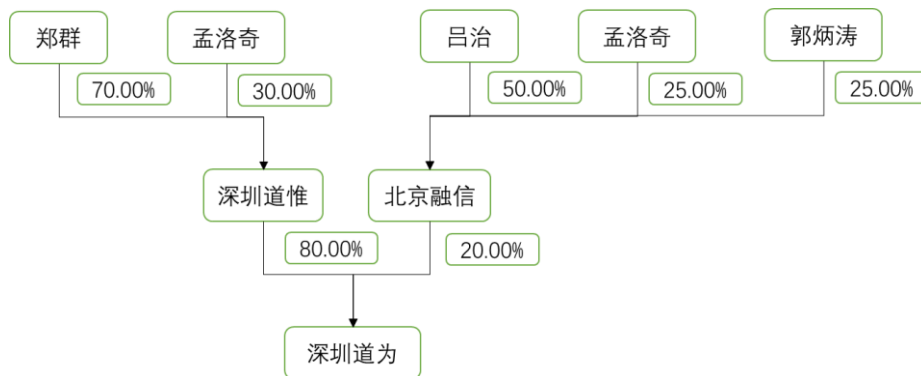 郑群
孟洛奇
吕治
孟洛奇
郭炳涛
70.00%
30.00%
50.00%
25.00%
25.00%
深圳道惟
北京融信
80.00%
20.00%
深圳道为